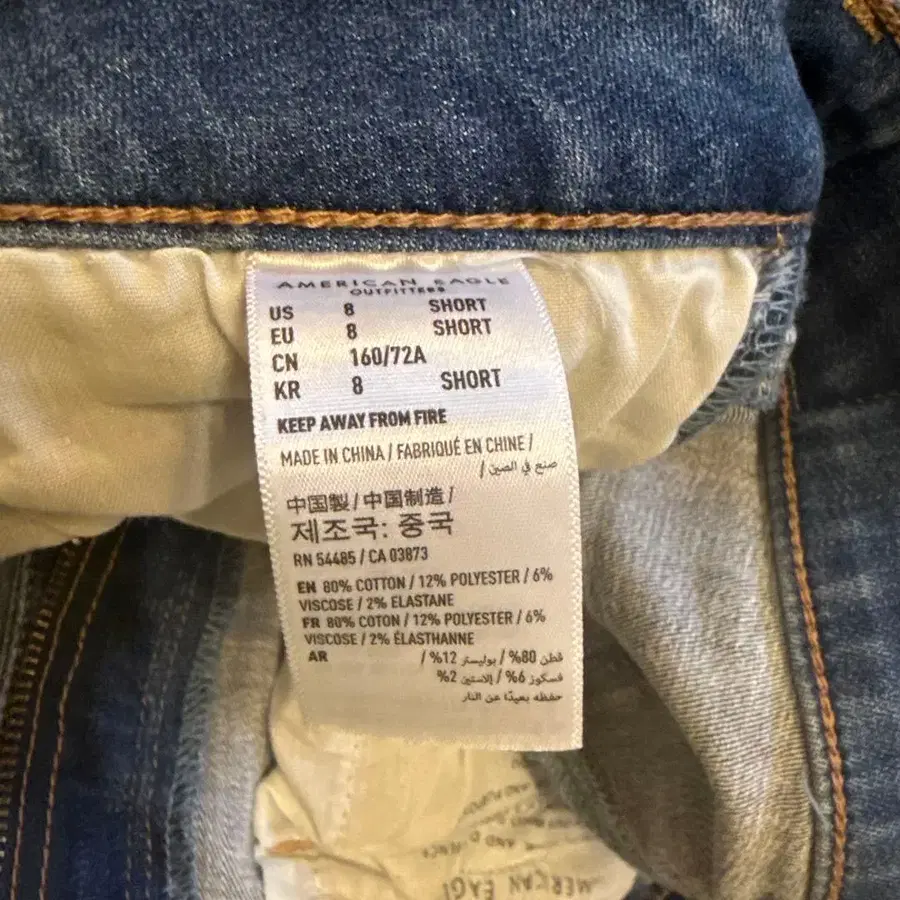 AMERICAN EAGLE
OUTFITTERS
US 8 SHORT
EU 8 SHORT
CN 160/72A
KR 8 SHORT
KEEP AWAY FROM FIRE
MADE IN CHINA / FABRIQUÉ EN CHINE /
صنع في الصين /
中国製 / 中国制造 /
제조국: 중국
RN 54485 / CA 03873
EN 80% COTTON / 12% POLYESTER / 6%
VISCOSE / 2% ELASTANE
FR 80% COTON / 12% POLYESTER / 6%
VISCOSE / 2% ÉLASTHANNE
AR قطن 80% / بوليستر 12% /
فسكوز 6% / إلاستين 2%
حفظه بعيدًا عن النار